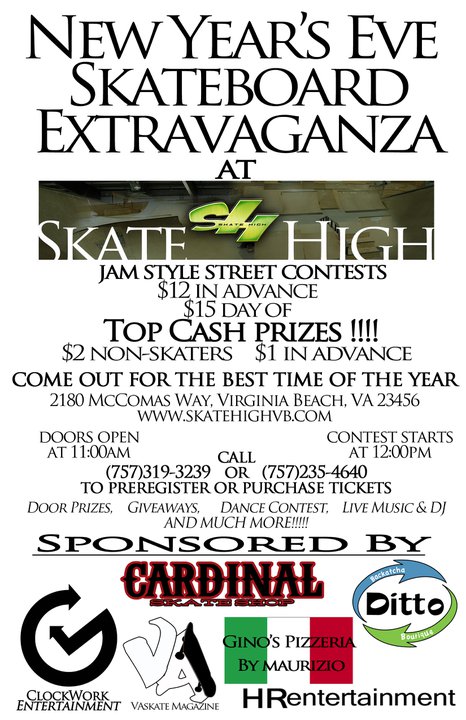 New Year's Eve
Skateboard
Extravaganza
at
SH
SKATE HIGH
Skate High
Jam Style Street Contests
$12 in advance
$15 day of
Top Cash prizes !!!!
$2 non-skaters $1 in advance
come out for the best time of the year
2180 McComas Way, Virginia Beach, VA 23456
www.skatehighvb.com
Doors open
at 11:00am
Contest starts
at 12:00pm
call
(757)319-3239 or (757)235-4640
to preregister or purchase tickets
Door Prizes, Giveaways, Dance Contest, Live Music & DJ
and much more!!!!!
Sponsored By
CARDINAL
SKATE SHOP
Backatcha
Ditto
Boutique
ClockWork
Entertainment
VA
VAskate Magazine
Gino's Pizzeria
By Maurizio
HRentertainment